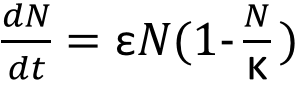 dN/dt = εN(1-N/K)